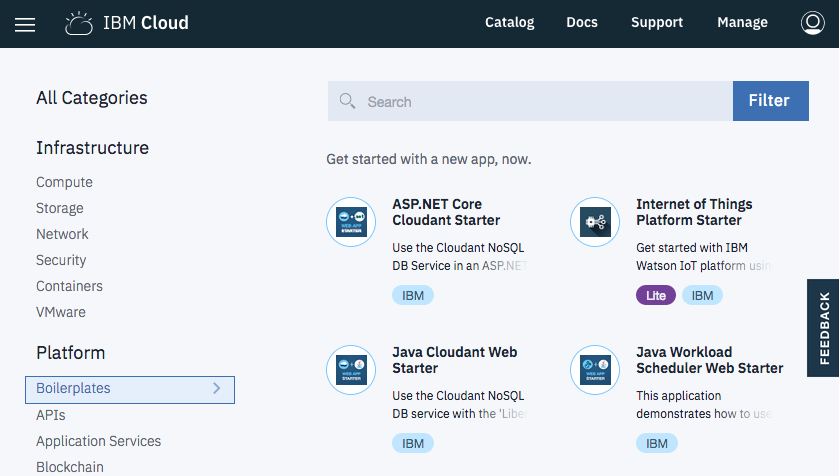 IBM Cloud
Catalog Docs Support Manage
All Categories
Infrastructure
Compute
Storage
Network
Security
Containers
VMware
Platform
Boilerplates
APIs
Application Services
Blockchain
Search
Filter
Get started with a new app, now.
WEB APP
STARTER
ASP.NET Core
Cloudant Starter
Use the Cloudant NoSQL
DB Service in an ASP.NET
IBM
Internet of Things
Platform Starter
Get started with IBM
Watson IoT platform using
Lite IBM
WEB APP
STARTER
Java Cloudant Web
Starter
Use the Cloudant NoSQL
DB service with the 'Liber
IBM
WEB APP
STARTER
Java Workload
Scheduler Web Starter
This application
demonstrates how to use
IBM
FEEDBACK